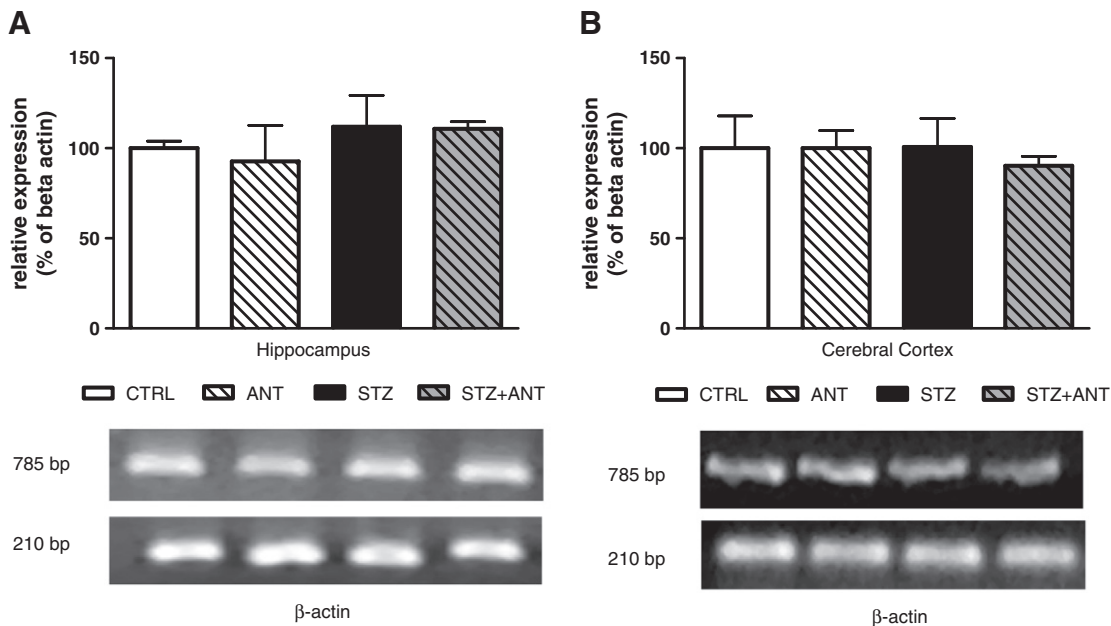 A
relative expression
(% of beta actin)
150
100
50
0
Hippocampus
CTRL ANT STZ STZ+ANT
785 bp
210 bp
β-actin
B
relative expression
(% of beta actin)
150
100
50
0
Cerebral Cortex
CTRL ANT STZ STZ+ANT
785 bp
210 bp
β-actin